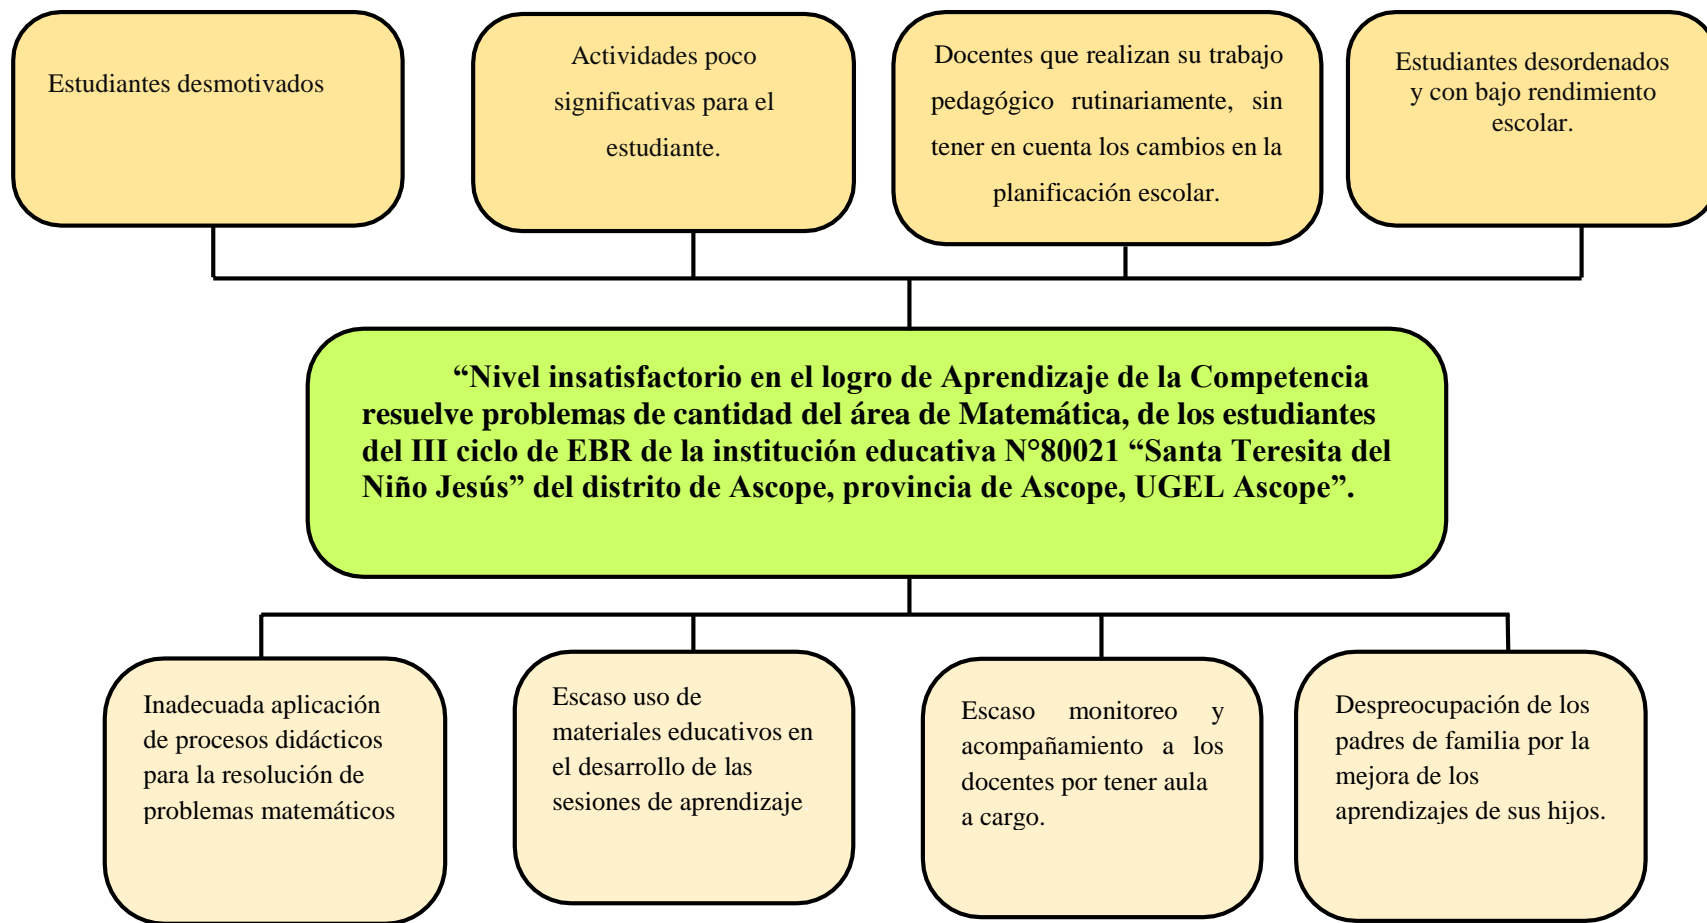 Estudiantes desmotivados
Actividades poco
significativas para el
estudiante.
Docentes que realizan su trabajo
pedagógico rutinariamente, sin
tener en cuenta los cambios en la
planificación escolar.
Estudiantes desordenados
y con bajo rendimiento
escolar.
“Nivel insatisfactorio en el logro de Aprendizaje de la Competencia
resuelve problemas de cantidad del área de Matemática, de los estudiantes
del III ciclo de EBR de la institución educativa N°80021 “Santa Teresita del
Niño Jesús” del distrito de Ascope, provincia de Ascope, UGEL Ascope”.
Inadecuada aplicación
de procesos didácticos
para la resolución de
problemas matemáticos
Escaso uso de
materiales educativos en
el desarrollo de las
sesiones de aprendizaje
Escaso monitoreo y
acompañamiento a los
docentes por tener aula
a cargo.
Despreocupación de los
padres de familia por la
mejora de los
aprendizajes de sus hijos.